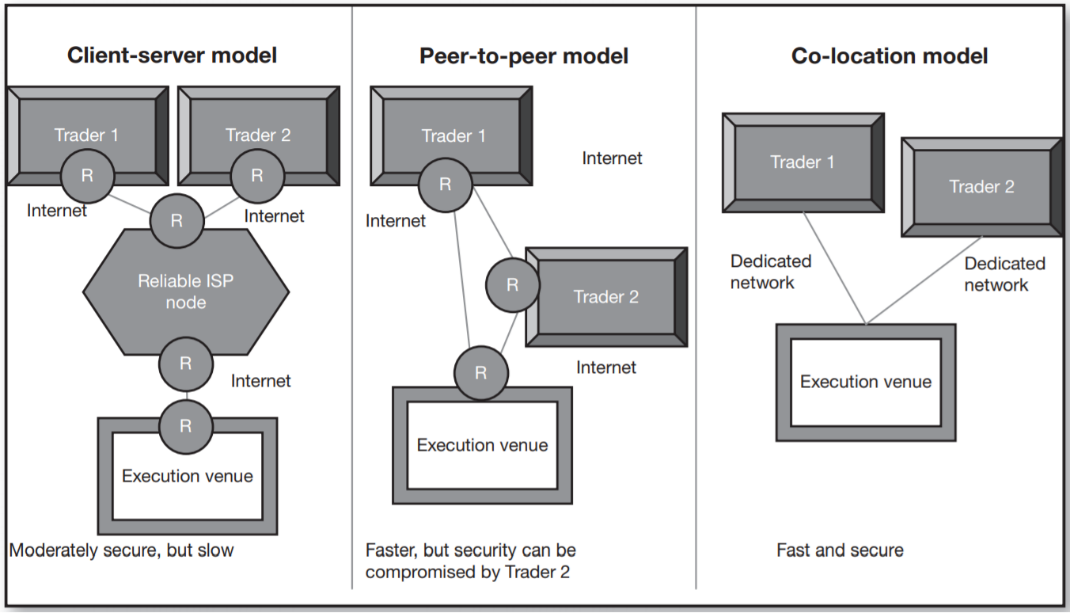 Client-server model
Trader 1
Trader 2
R
R
Internet
Internet
R
Reliable ISP
node
R
Internet
R
Execution venue
Moderately secure, but slow
Peer-to-peer model
Trader 1
Internet
R
Internet
R
Trader 2
Internet
R
Execution venue
Faster, but security can be
compromised by Trader 2
Co-location model
Trader 1
Trader 2
Dedicated
network
Dedicated
network
Execution venue
Fast and secure